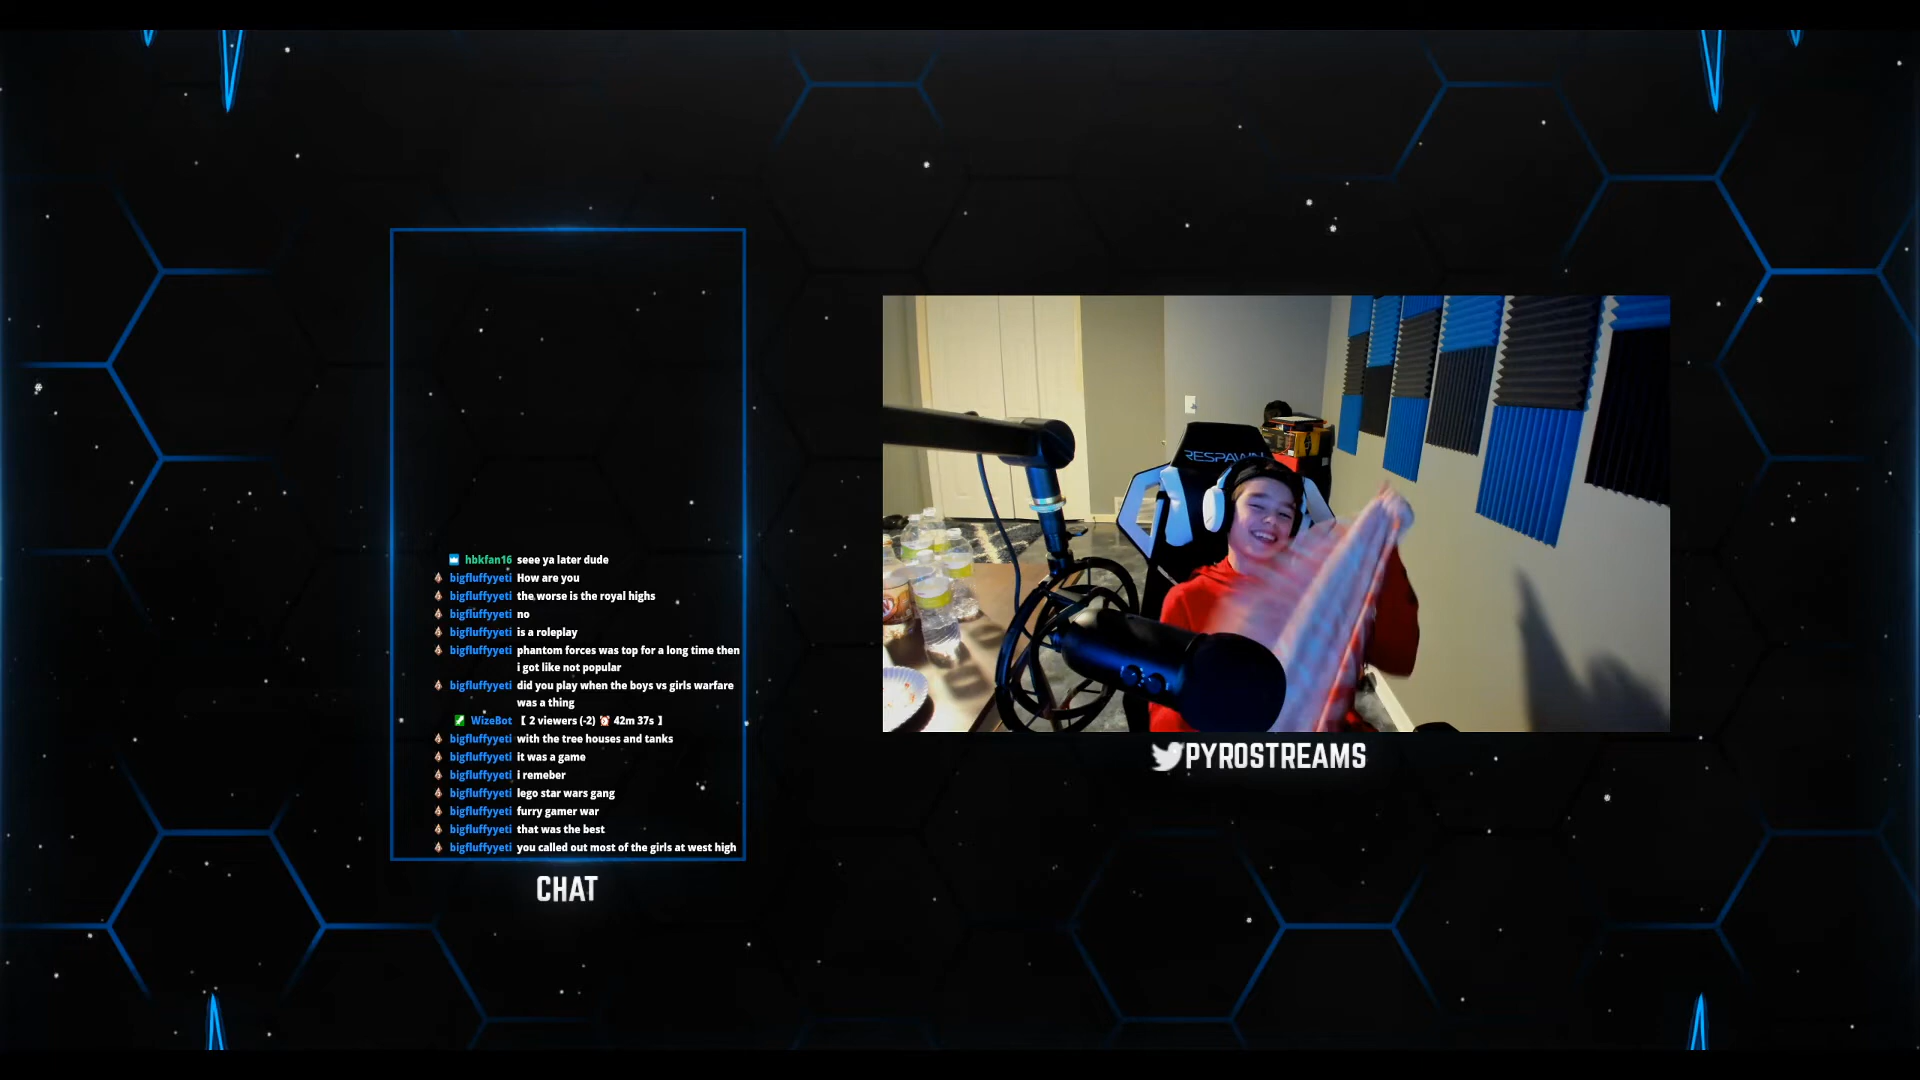 hbkfan16 seee ya later dude
bigfluffyyeti How are you
bigfluffyyeti the worse is the royal highs
bigfluffyyeti no
bigfluffyyeti is a roleplay
bigfluffyyeti phantom forces was top for a long time then
i got like not popular
bigfluffyyeti did you play when the boys vs girls warfare
was a thing
WizeBot 【 2 viewers (-2) ⏰ 42m 37s 】
bigfluffyyeti with the tree houses and tanks
bigfluffyyeti it was a game
bigfluffyyeti i remeber
bigfluffyyeti lego star wars gang
bigfluffyyeti furry gamer war
bigfluffyyeti that was the best
bigfluffyyeti you called out most of the girls at west high
CHAT
RESPAWN
PYROSTREAMS